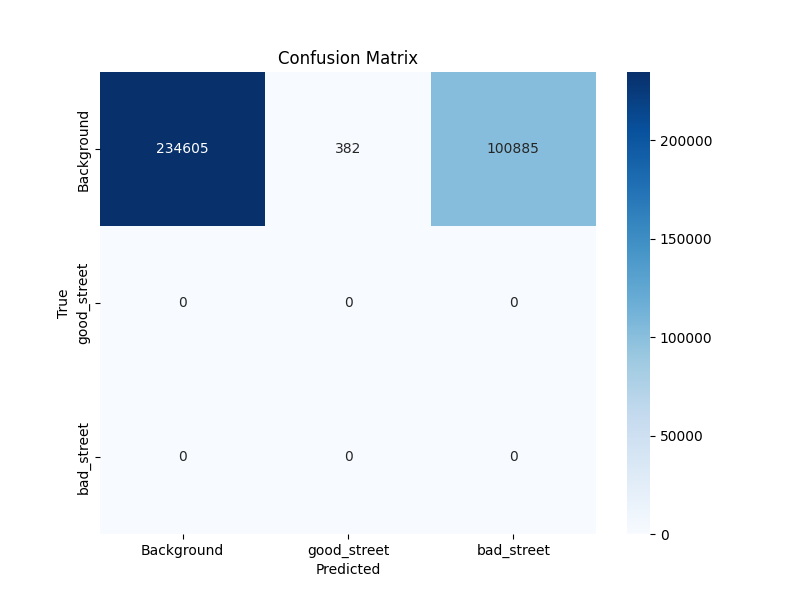 Confusion Matrix
Background
234605
382
100885
good_street
0
0
0
bad_street
0
0
0
True
Background
good_street
bad_street
Predicted
200000
150000
100000
50000
0